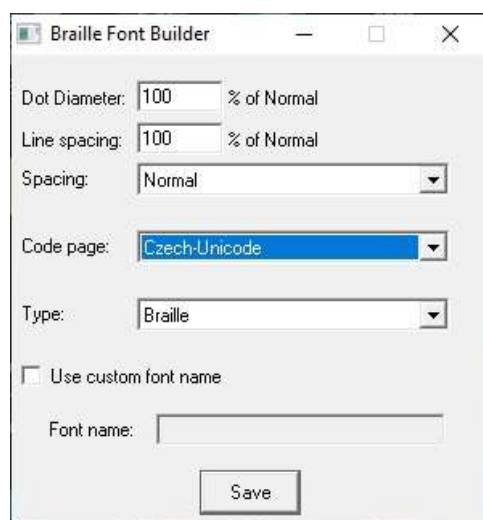 Braille Font Builder
Dot Diameter: 100 % of Normal
Line spacing: 100 % of Normal
Spacing: Normal
Code page: Czech-Unicode
Type: Braille
Use custom font name
Font name:
Save